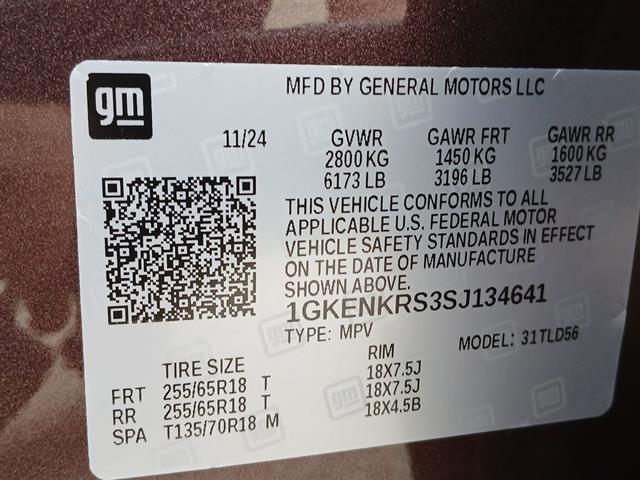 gm
MFD BY GENERAL MOTORS LLC
11/24 GVWR GAWR FRT GAWR RR
2800 KG 1450 KG 1600 KG
6173 LB 3196 LB 3527 LB
THIS VEHICLE CONFORMS TO ALL
APPLICABLE U.S. FEDERAL MOTOR
VEHICLE SAFETY STANDARDS IN EFFECT
ON THE DATE OF MANUFACTURE
SHOWN ABOVE.
1GKENKRS3SJ134641
TYPE: MPV MODEL: 31TLD56
TIRE SIZE RIM
FRT 255/65R18 T 18X7.5J
RR 255/65R18 T 18X7.5J
SPA T135/70R18 M 18X4.5B